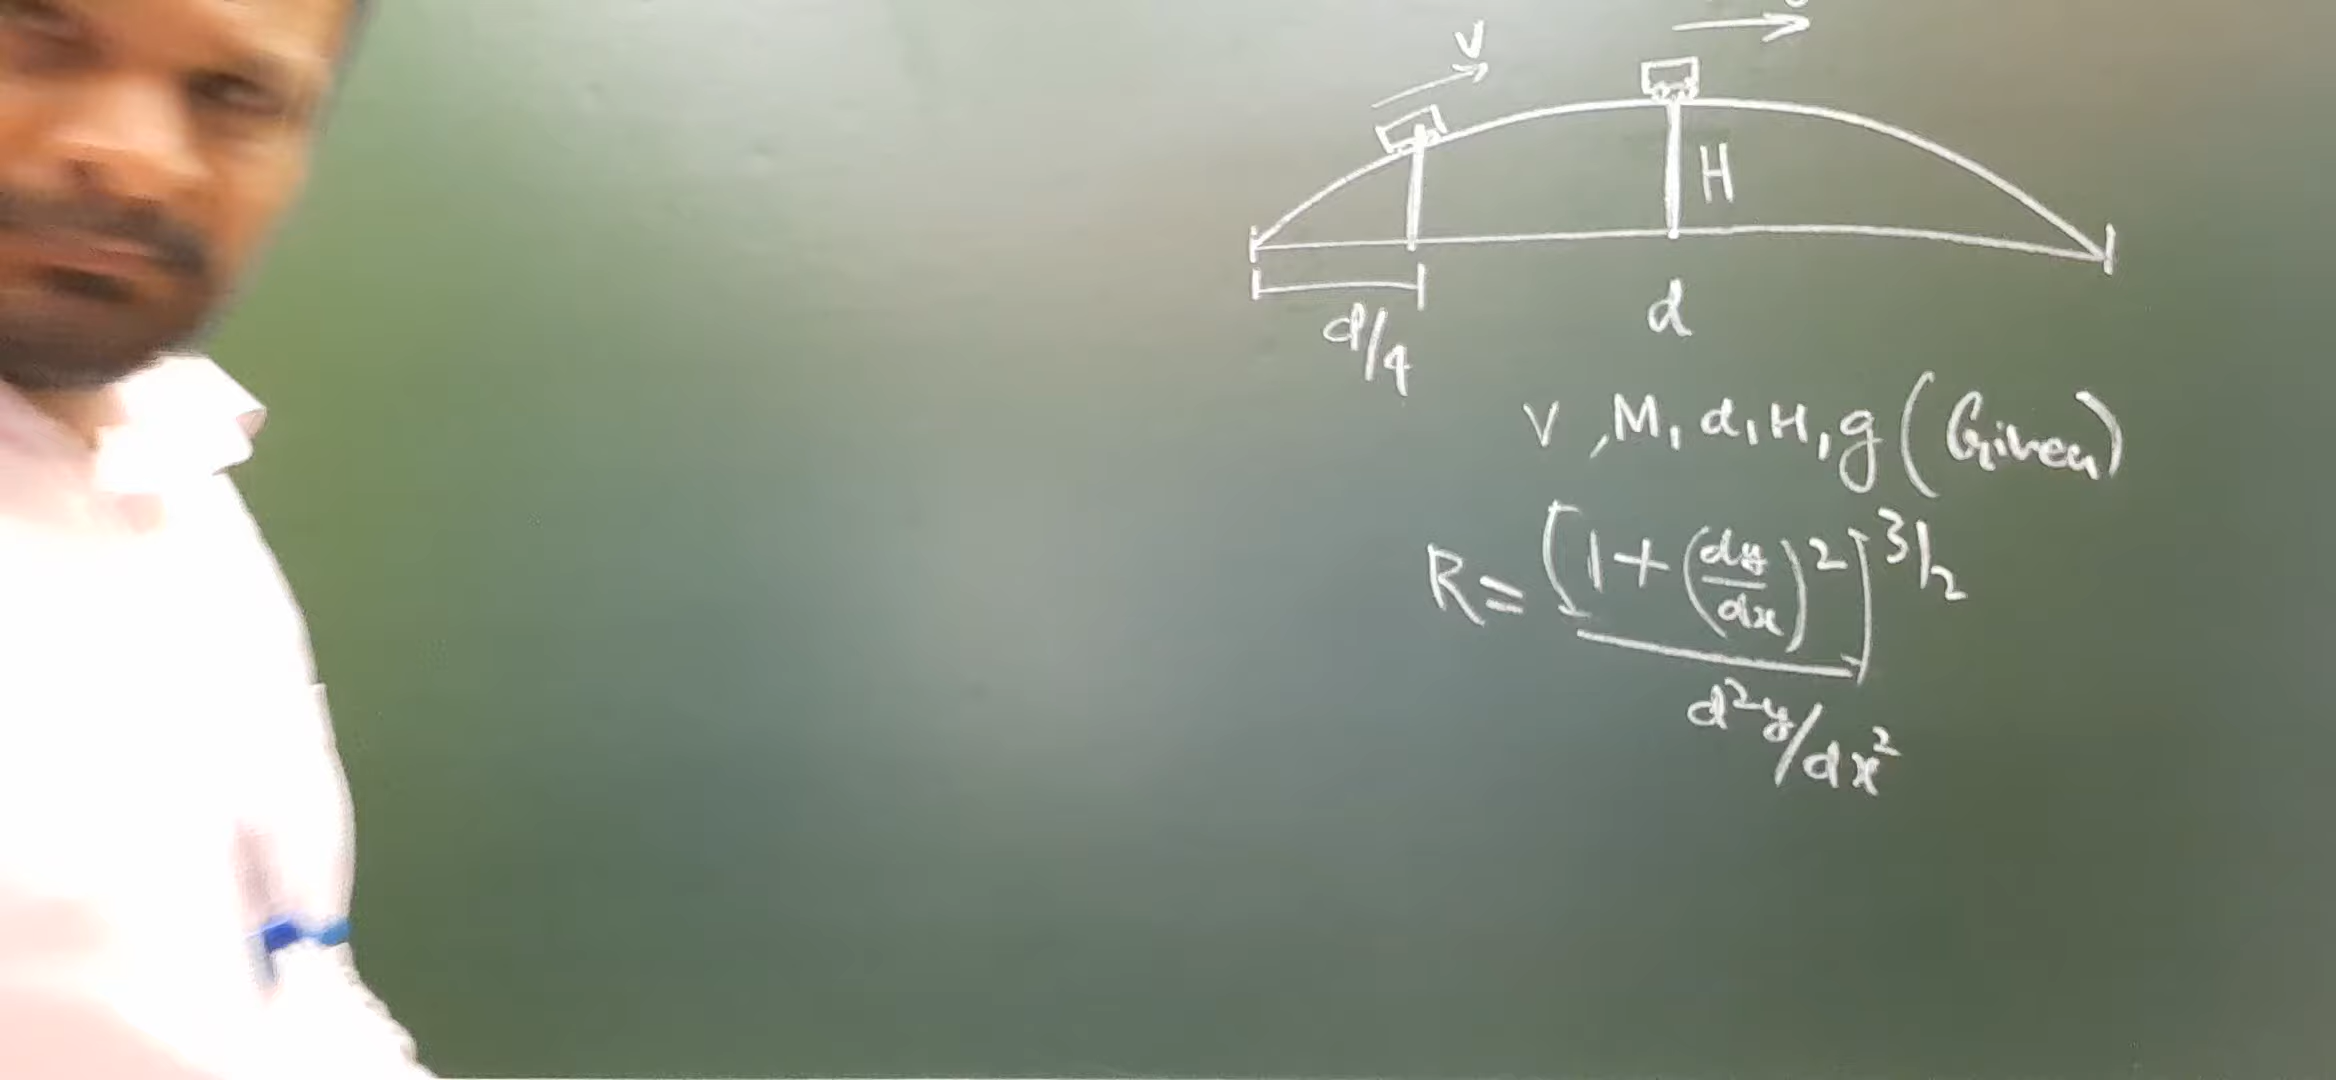 V
H
d/4
d
V, M, d, H, g (Given)
R = [1 + (dy/dx)2]3/2
d2y/dx2